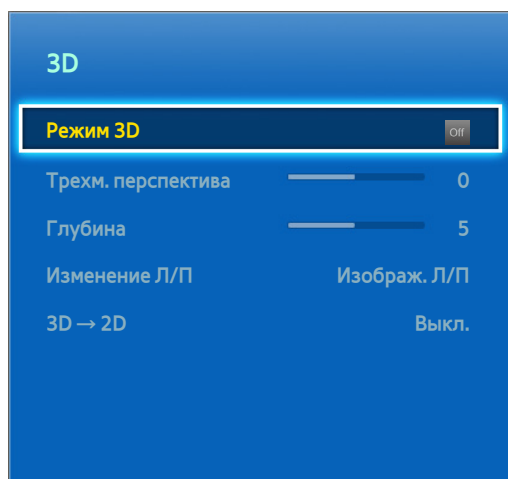 3D
Режим 3D Off
Трехм. перспектива 0
Глубина 5
Изменение Л/П Изображ. Л/П
3D → 2D Выкл.